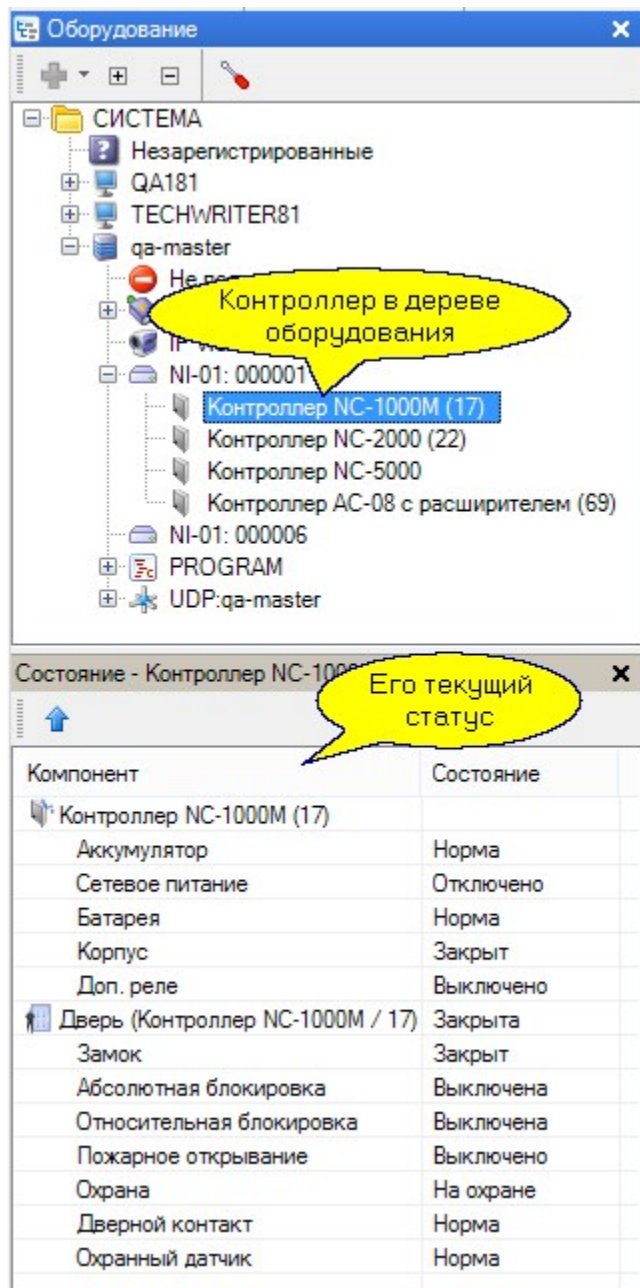 Оборудование
СИСТЕМА
Незарегистрированные
QA181
TECHWRITER81
qa-master
Контроллер в дереве
оборудования
NI-01: 000001
Контроллер NC-1000M (17)
Контроллер NC-2000 (22)
Контроллер NC-5000
Контроллер AC-08 с расширителем (69)
NI-01: 000006
PROGRAM
UDP:qa-master
Состояние - Контроллер
Его текущий
статус
Компонент Состояние
Контроллер NC-1000M (17)
Аккумулятор Норма
Сетевое питание Отключено
Батарея Норма
Корпус Закрыт
Доп. реле Выключено
Дверь (Контроллер NC-1000M / 17) Закрыта
Замок Закрыт
Абсолютная блокировка Выключена
Относительная блокировка Выключена
Пожарное открывание Выключено
Охрана На охране
Дверной контакт Норма
Охранный датчик Норма